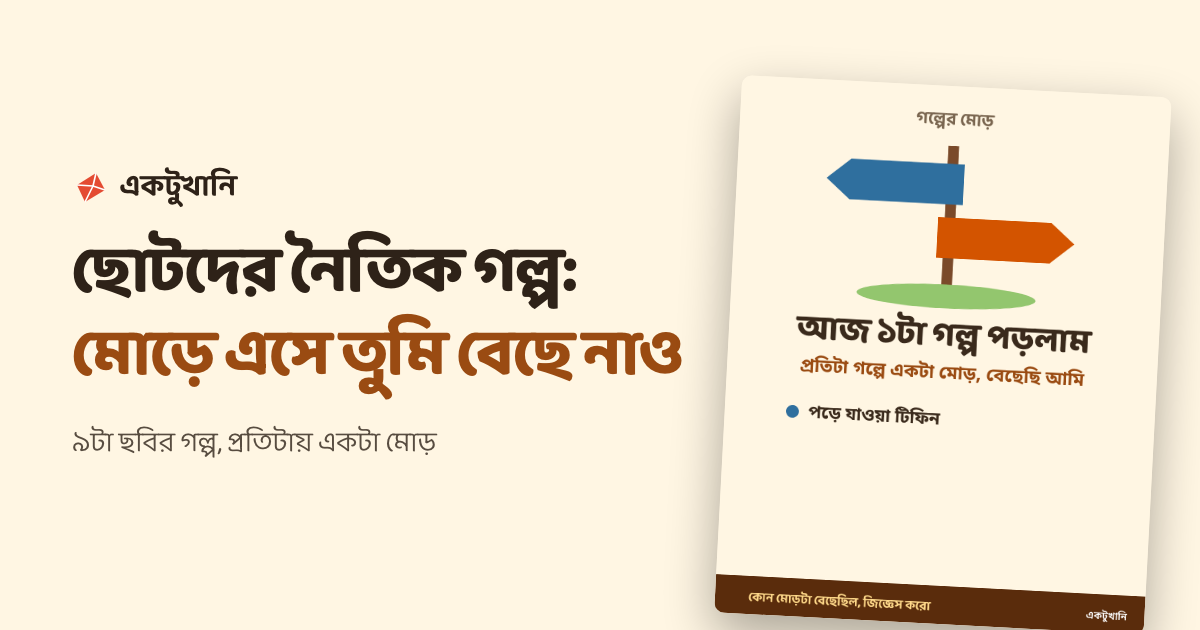 একটুখানি
ছোটদের নৈতিক গল্প:
মোড়ে এসে তুমি বেছে নাও
৯টা ছবির গল্প, প্রতিটায় একটা মোড়
গল্পের মোড়
আজ ১টা গল্প পড়লাম
প্রতিটা গল্পে একটা মোড়, বেছেছি আমি
পড়ে যাওয়া টিফিন
কোন মোড়টা বেছেছিল, জিজ্ঞেস করো
একটুখানি